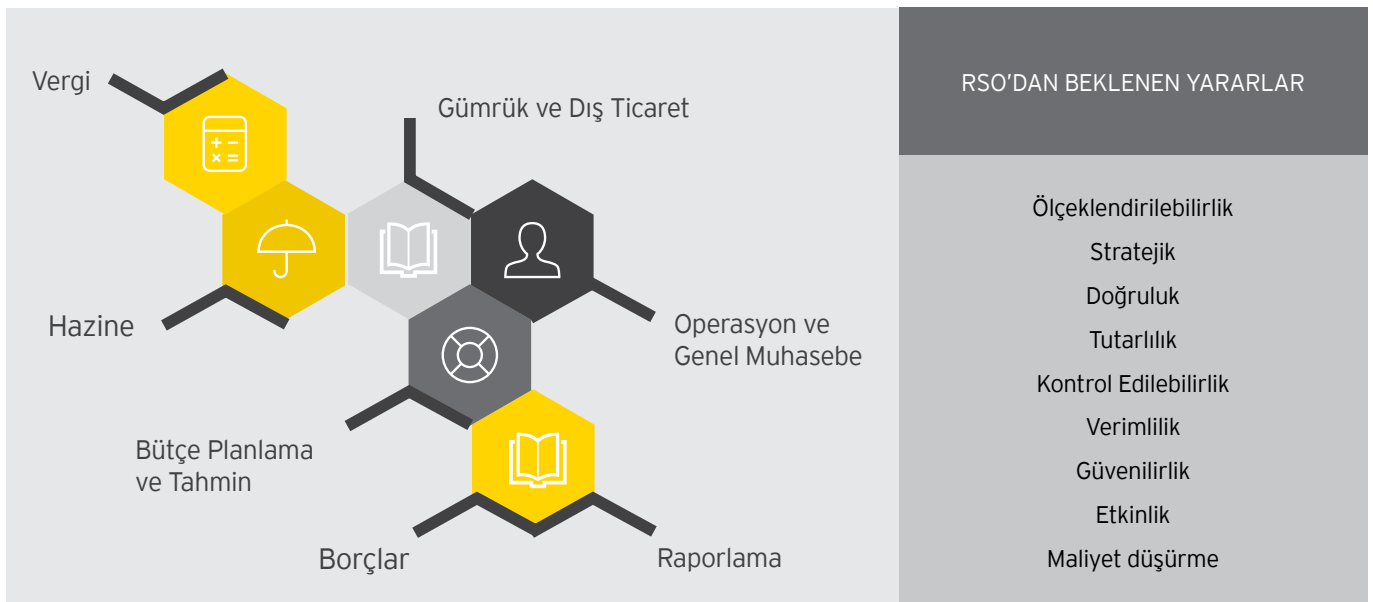 Vergi
Gümrük ve Dış Ticaret
Hazine
Operasyon ve
Genel Muhasebe
Bütçe Planlama
ve Tahmin
Borçlar
Raporlama
RSO'DAN BEKLENEN YARARLAR
Ölçeklendirilebilirlik
Stratejik
Doğruluk
Tutarlılık
Kontrol Edilebilirlik
Verimlilik
Güvenilirlik
Etkinlik
Maliyet düşürme